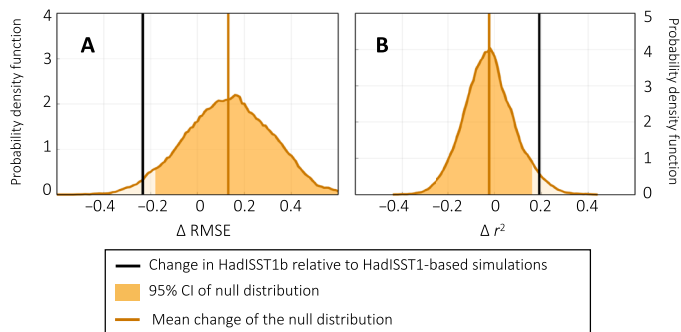 A
Probability density function
4
3
2
1
0
−0.4
−0.2
0
0.2
0.4
Δ RMSE
B
5
4
3
2
1
0
Probability density function
−0.4
−0.2
0
0.2
0.4
Δ r²
Change in HadISST1b relative to HadISST1-based simulations
95% CI of null distribution
Mean change of the null distribution